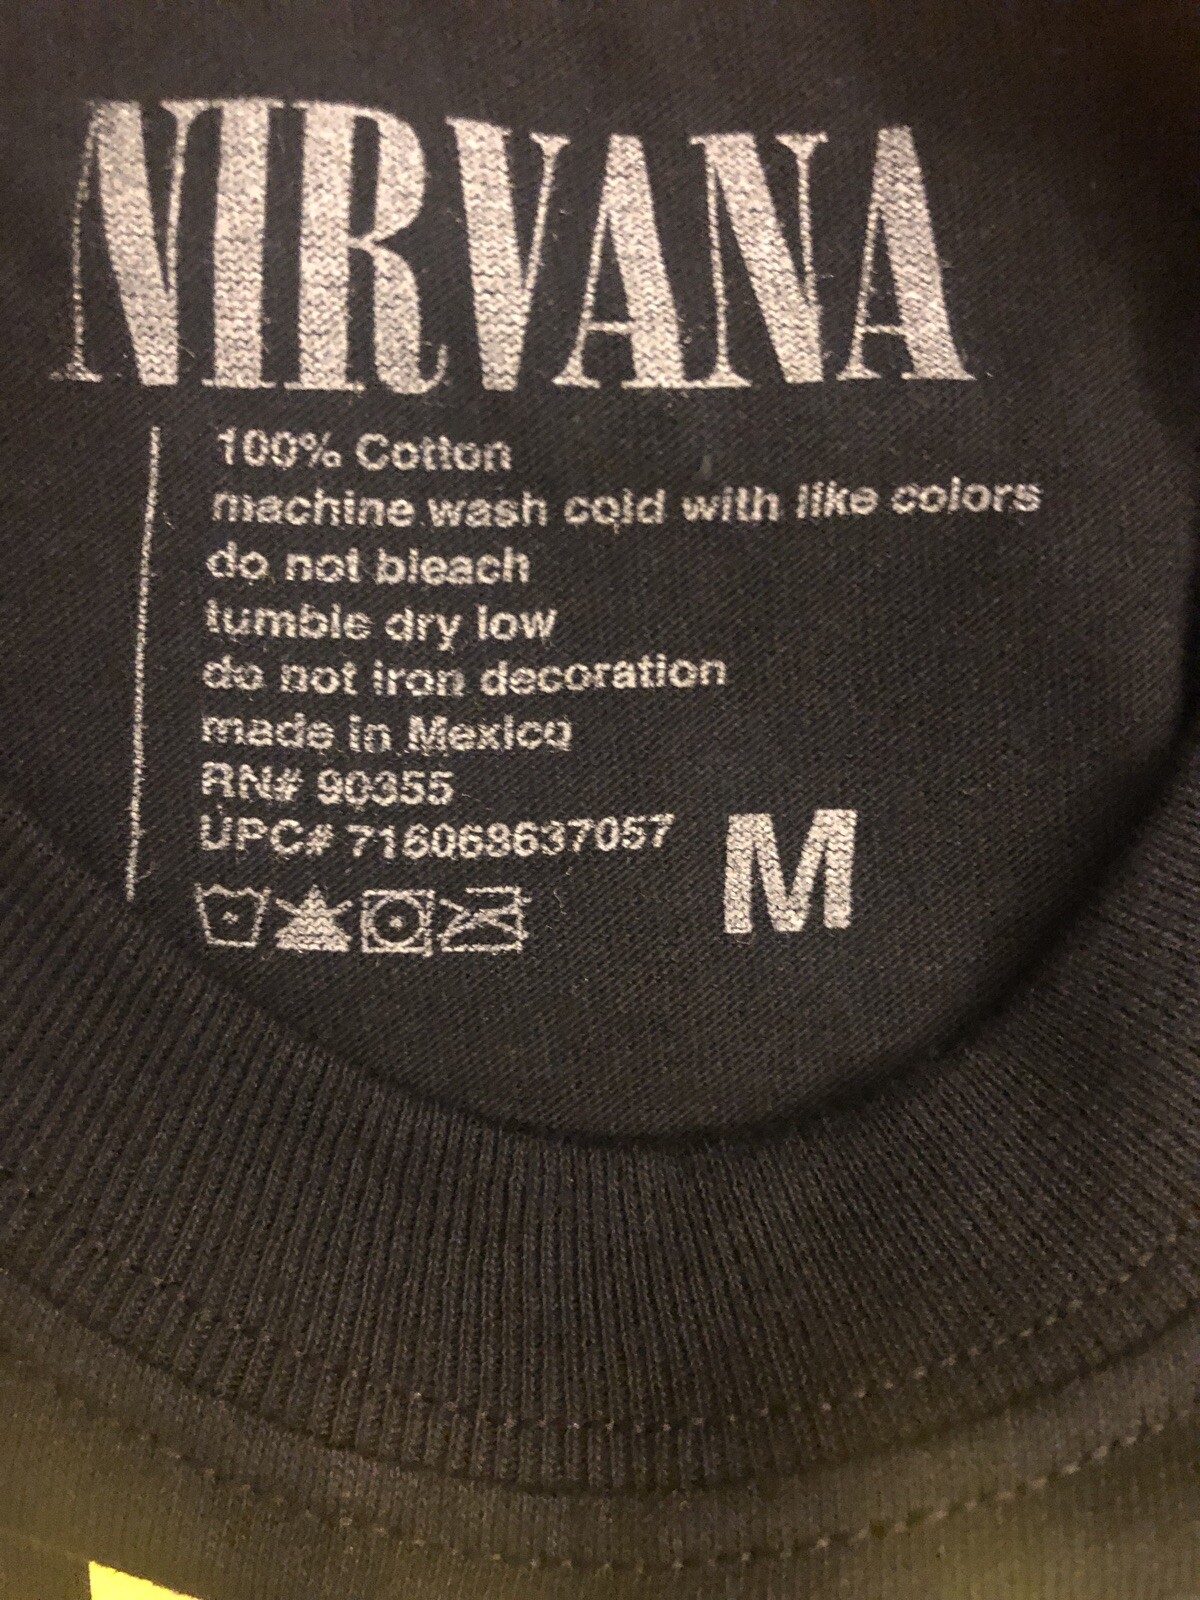 NIRVANA
100% Cotton
machine wash cold with like colors
do not bleach
tumble dry low
do not iron decoration
made in Mexico
RN# 90355
UPC# 716068637057
M